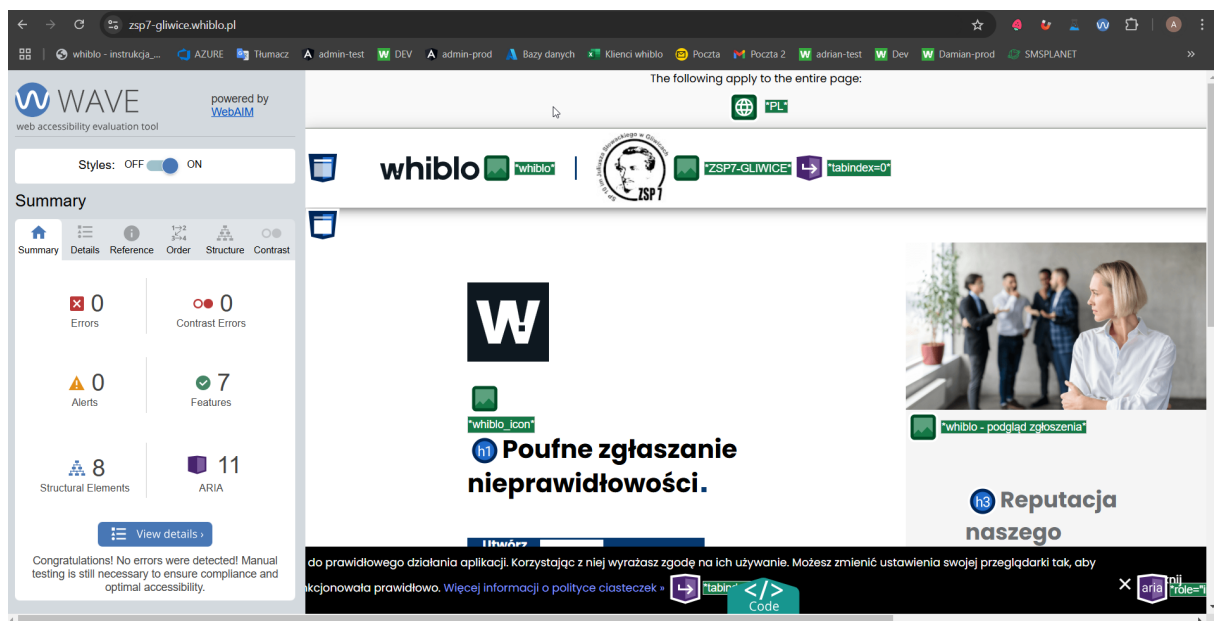 zsp7-gliwice.whiblo.pl
A
whiblo - instrukcja_...
AZURE
Tłumacz
admin-test
DEV
admin-prod
Bazy danych
Klienci whiblo
Poczta
Poczta 2
adrian-test
Dev
Damian-prod
SMSPLANET
»
The following apply to the entire page:
"PL"
WAVE
web accessibility evaluation tool
powered by
WebAIM
Styles: OFF ON
Summary
Summary Details Reference Order Structure Contrast
0
Errors
0
Contrast Errors
0
Alerts
7
Features
8
Structural Elements
11
ARIA
View details ›
Congratulations! No errors were detected! Manual
testing is still necessary to ensure compliance and
optimal accessibility.
whiblo
"whiblo"
ZSP 7
"ZSP7-GLIWICE"
"tabindex=0"
W!
"whiblo_icon"
h1 Poufne zgłaszanie
nieprawidłowości.
Utwórz
"whiblo - podgląd zgłoszenia"
h3 Reputacja
naszego
do prawidłowego działania aplikacji. Korzystając z niej wyrażasz zgodę na ich używanie. Możesz zmienić ustawienia swojej przeglądarki tak, aby
nkcjonowała prawidłowo. Więcej informacji o polityce ciasteczek »
</>
Code
aria